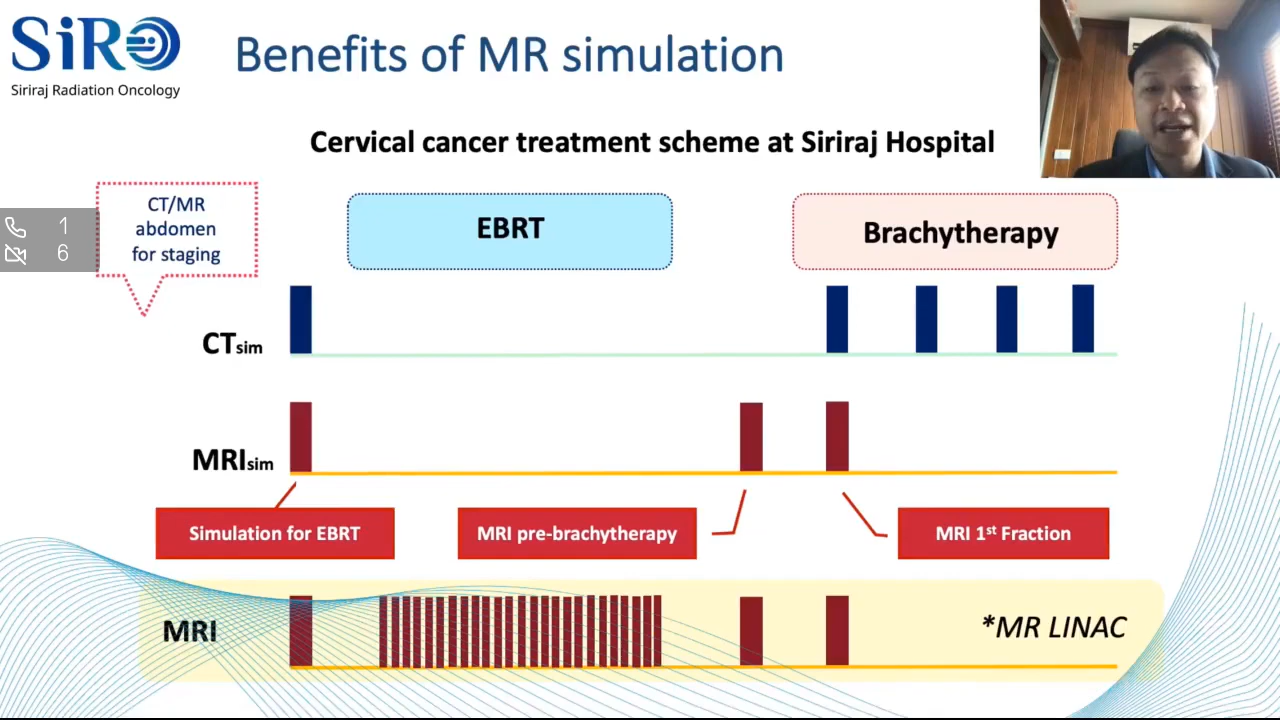 SiRO
Siriraj Radiation Oncology
Benefits of MR simulation
Cervical cancer treatment scheme at Siriraj Hospital
CT/MR
abdomen
for staging
1
6
EBRT
Brachytherapy
CTsim
MRIsim
Simulation for EBRT
MRI pre-brachytherapy
MRI 1st Fraction
MRI
*MR LINAC